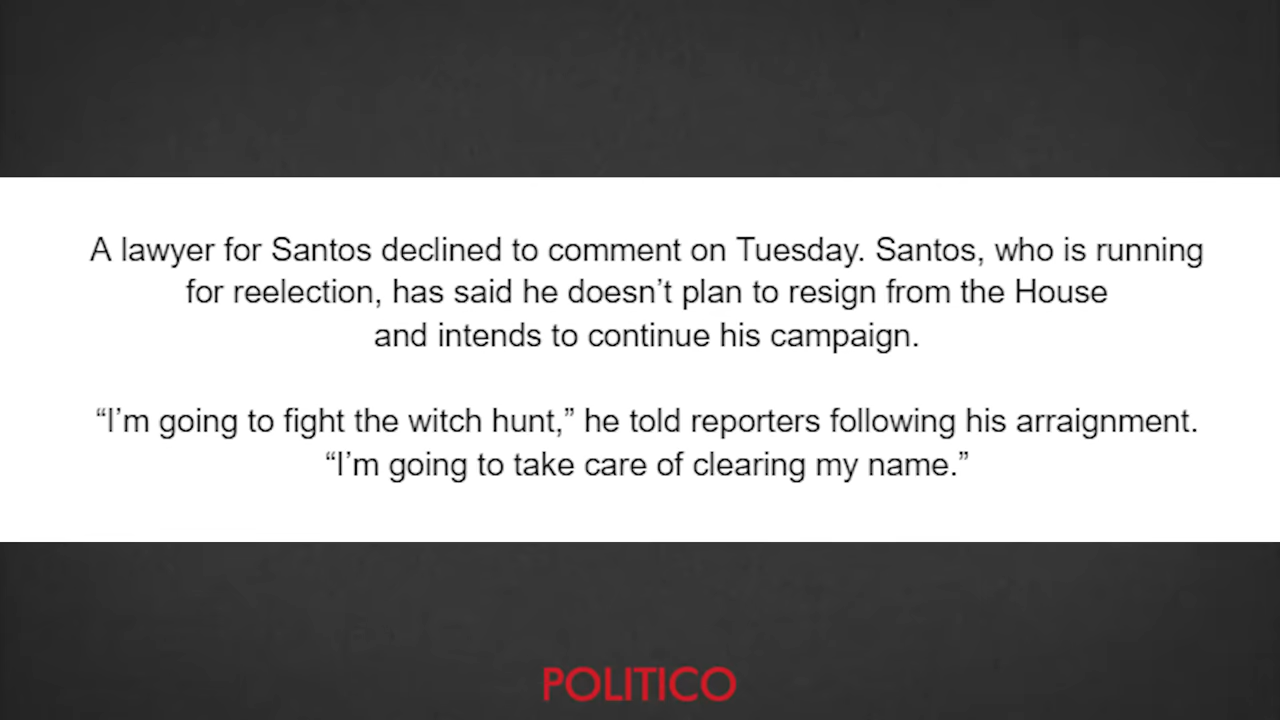 A lawyer for Santos declined to comment on Tuesday. Santos, who is running
for reelection, has said he doesn’t plan to resign from the House
and intends to continue his campaign.
“I’m going to fight the witch hunt,” he told reporters following his arraignment.
“I’m going to take care of clearing my name.”
POLITICO